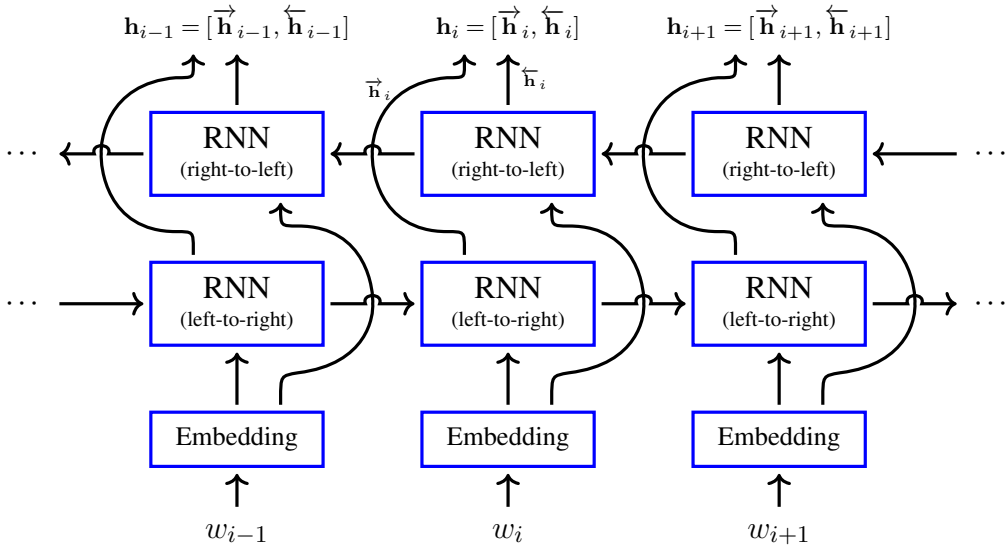 h_{i−1} = [→h_{i−1}, ←h_{i−1}] h_i = [→h_i, ←h_i] h_{i+1} = [→h_{i+1}, ←h_{i+1}]
→h_i ←h_i
RNN RNN RNN
... (right-to-left) (right-to-left) (right-to-left) ...
RNN RNN RNN
... (left-to-right) (left-to-right) (left-to-right) ...
Embedding Embedding Embedding
w_{i−1} w_i w_{i+1}